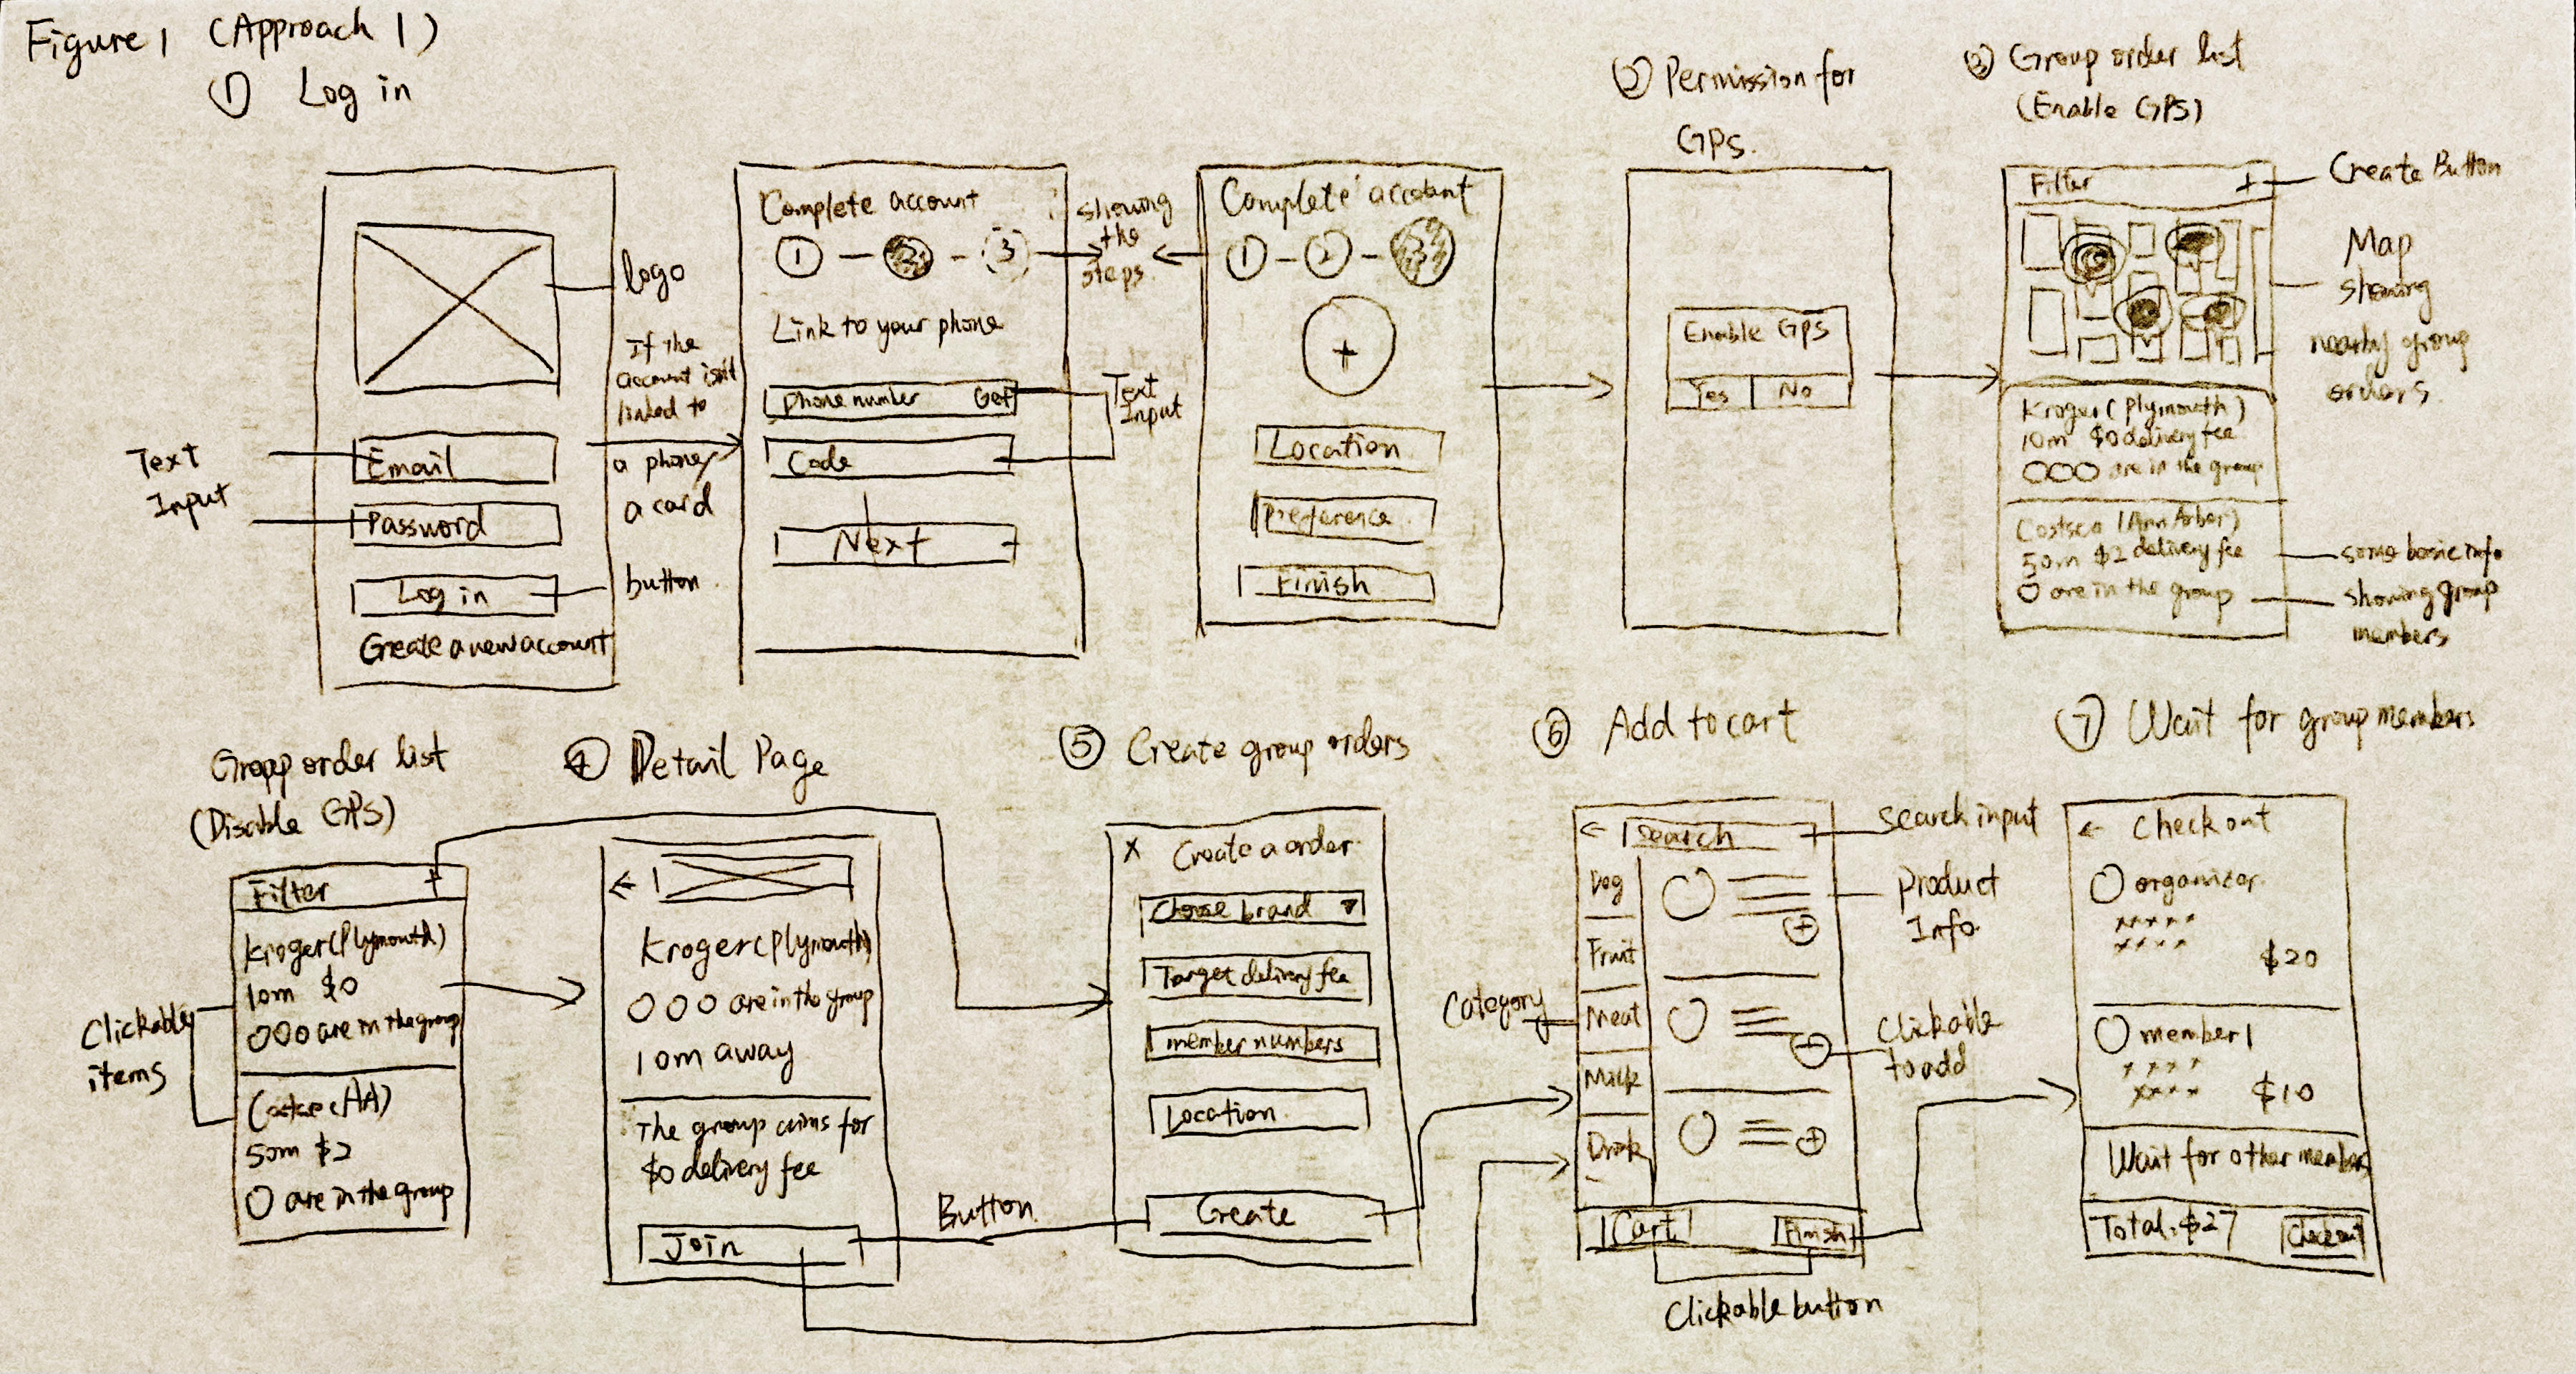 Figure 1 (Approach 1)
① Log in
logo
If the
account isn't
linked to
a phone/
a card
Text
Input
Email
Password
Log in
button.
Create a new account
Complete account
1 - 2 - 3
showing
the
steps.
Link to your phone
Phone number Get
Code
Text
Input
Next
Complete account
1 - 2 - 3
+
Location
Preference
Finish
② Permission for
GPS.
Enable GPS
Yes No
③ Group order list
(Enable GPS)
Filter +
Create Button
Map
showing
nearby group
orders.
Kroger (Plymouth)
10m $0 delivery fee
OOO are in the group
Costsco (Ann Arbor)
50m $2 delivery fee
O are in the group
some basic info
showing group
members
Group order list
(Disable GPS)
Filter +
Kroger (Plymouth)
10m $0
OOO are in the group
(AA)
50m $2
O are in the group
Clickable
items
④ Detail Page
←
Kroger (Plymouth)
OOO are in the group
10m away
The group aims for
$0 delivery fee
Join
Button
⑤ Create group orders
X Create a order
Choose brand
Target delivery fee
member numbers
Location
Create
⑥ Add to cart
← search
search input
Product
Info
Clickable
to add
Category
Fruit
Meat
Milk
Drink
Cart Finish
Clickable button
⑦ Wait for group members
← Check out
organizor
xxxxx
xxxx
$20
member 1
xxxx
xxxx $10
Wait for other members
Total: $27 Checkout